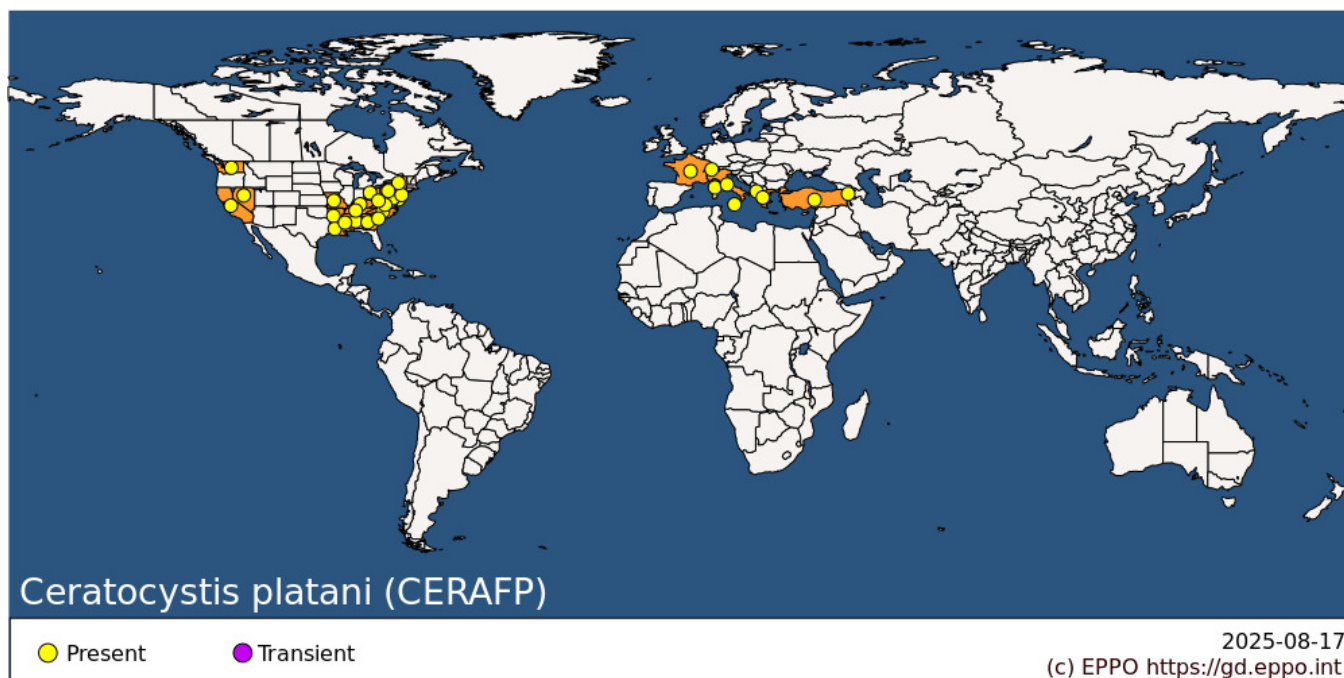 Ceratocystis platani (CERAFP)
Present
Transient
2025-08-17
(c) EPPO https://gd.eppo.int